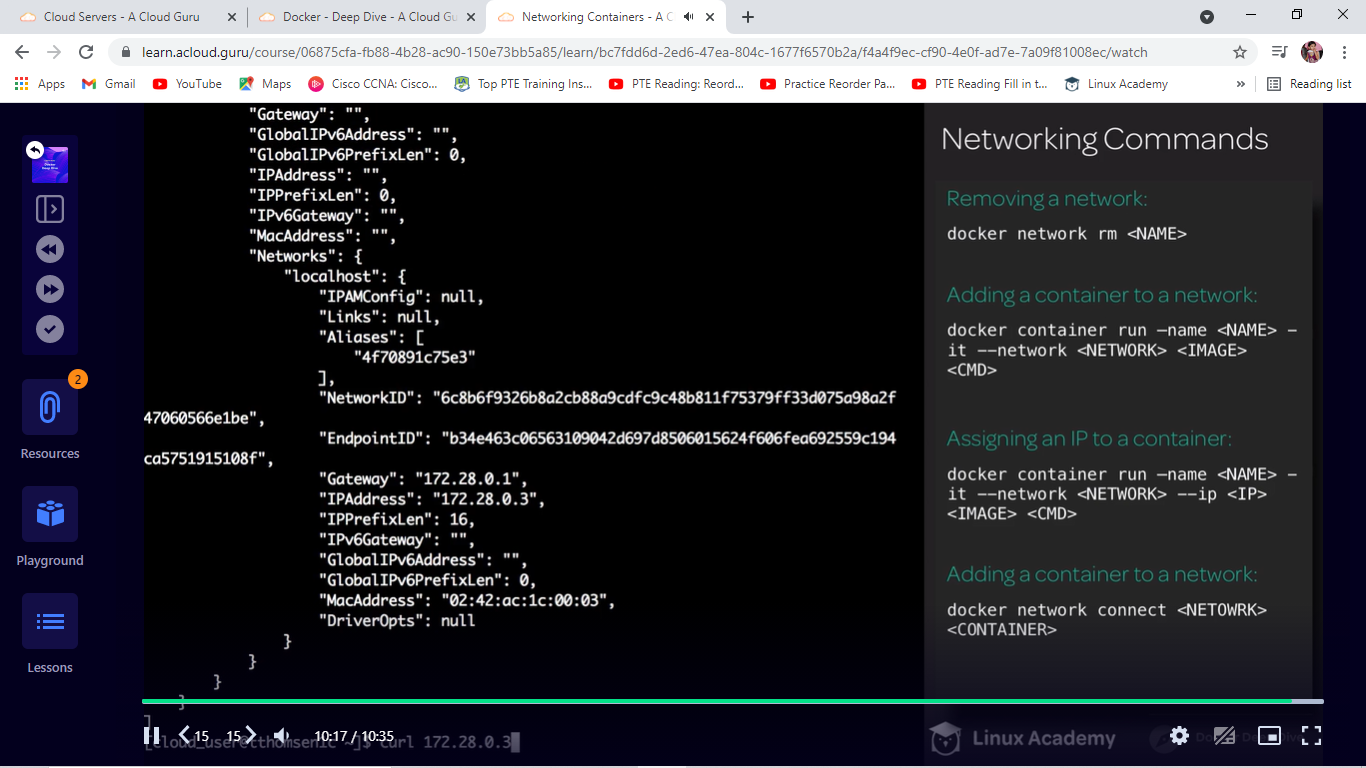 Cloud Servers - A Cloud Guru
Docker - Deep Dive - A Cloud Gu
Networking Containers - A C
learn.acloud.guru/course/06875cfa-fb88-4b28-ac90-150e73bb5a85/learn/bc7fdd6d-2ed6-47ea-804c-1677f6570b2a/f4a4f9ec-cf90-4e0f-ad7e-7a09f81008ec/watch
Apps
Gmail
YouTube
Maps
Cisco CCNA: Cisco...
Top PTE Training Ins...
PTE Reading: Reord...
Practice Reorder Pa...
PTE Reading Fill in t...
Linux Academy
»
Reading list
Docker
Deep Dive
2
Resources
Playground
Lessons
"Gateway": "",
"GlobalIPv6Address": "",
"GlobalIPv6PrefixLen": 0,
"IPAddress": "",
"IPPrefixLen": 0,
"IPv6Gateway": "",
"MacAddress": "",
"Networks": {
"localhost": {
"IPAMConfig": null,
"Links": null,
"Aliases": [
"4f70891c75e3"
],
"NetworkID": "6c8b6f9326b8a2cb88a9cdfc9c48b811f75379ff33d075a98a2f
47060566e1be",
"EndpointID": "b34e463c06563109042d697d8506015624f606fea692559c194
ca5751915108f",
"Gateway": "172.28.0.1",
"IPAddress": "172.28.0.3",
"IPPrefixLen": 16,
"IPv6Gateway": "",
"GlobalIPv6Address": "",
"GlobalIPv6PrefixLen": 0,
"MacAddress": "02:42:ac:1c:00:03",
"DriverOpts": null
}
}
}
}
]
[cloud_user@tthomsenic ~]$ curl 172.28.0.3
15
15
10:17 / 10:35
Networking Commands
Removing a network:
docker network rm <NAME>
Adding a container to a network:
docker container run –name <NAME> –
it ––network <NETWORK> <IMAGE>
<CMD>
Assigning an IP to a container:
docker container run –name <NAME> –
it ––network <NETWORK> ––ip <IP>
<IMAGE> <CMD>
Adding a container to a network:
docker network connect <NETOWRK>
<CONTAINER>
Linux Academy